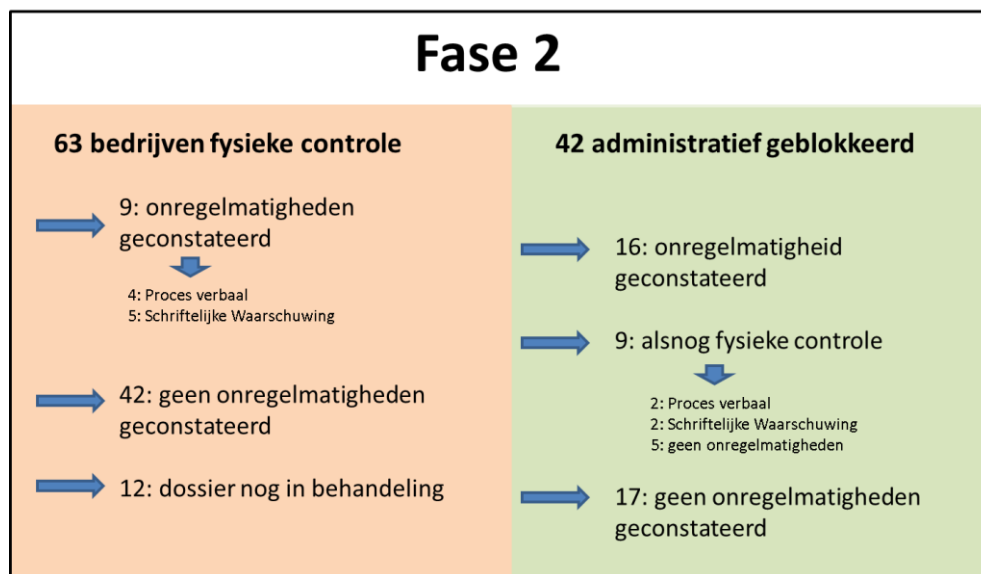 Fase 2
63 bedrijven fysieke controle
9: onregelmatigheden
geconstateerd
4: Proces verbaal
5: Schriftelijke Waarschuwing
42: geen onregelmatigheden
geconstateerd
12: dossier nog in behandeling
42 administratief geblokkeerd
16: onregelmatigheid
geconstateerd
9: alsnog fysieke controle
2: Proces verbaal
2: Schriftelijke Waarschuwing
5: geen onregelmatigheden
17: geen onregelmatigheden
geconstateerd